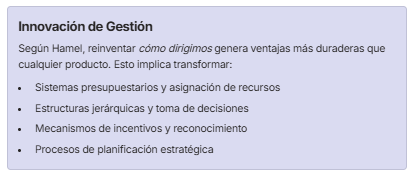 Innovación de Gestión
Según Hamel, reinventar cómo dirigimos genera ventajas más duraderas que
cualquier producto. Esto implica transformar:
• Sistemas presupuestarios y asignación de recursos
• Estructuras jerárquicas y toma de decisiones
• Mecanismos de incentivos y reconocimiento
• Procesos de planificación estratégica